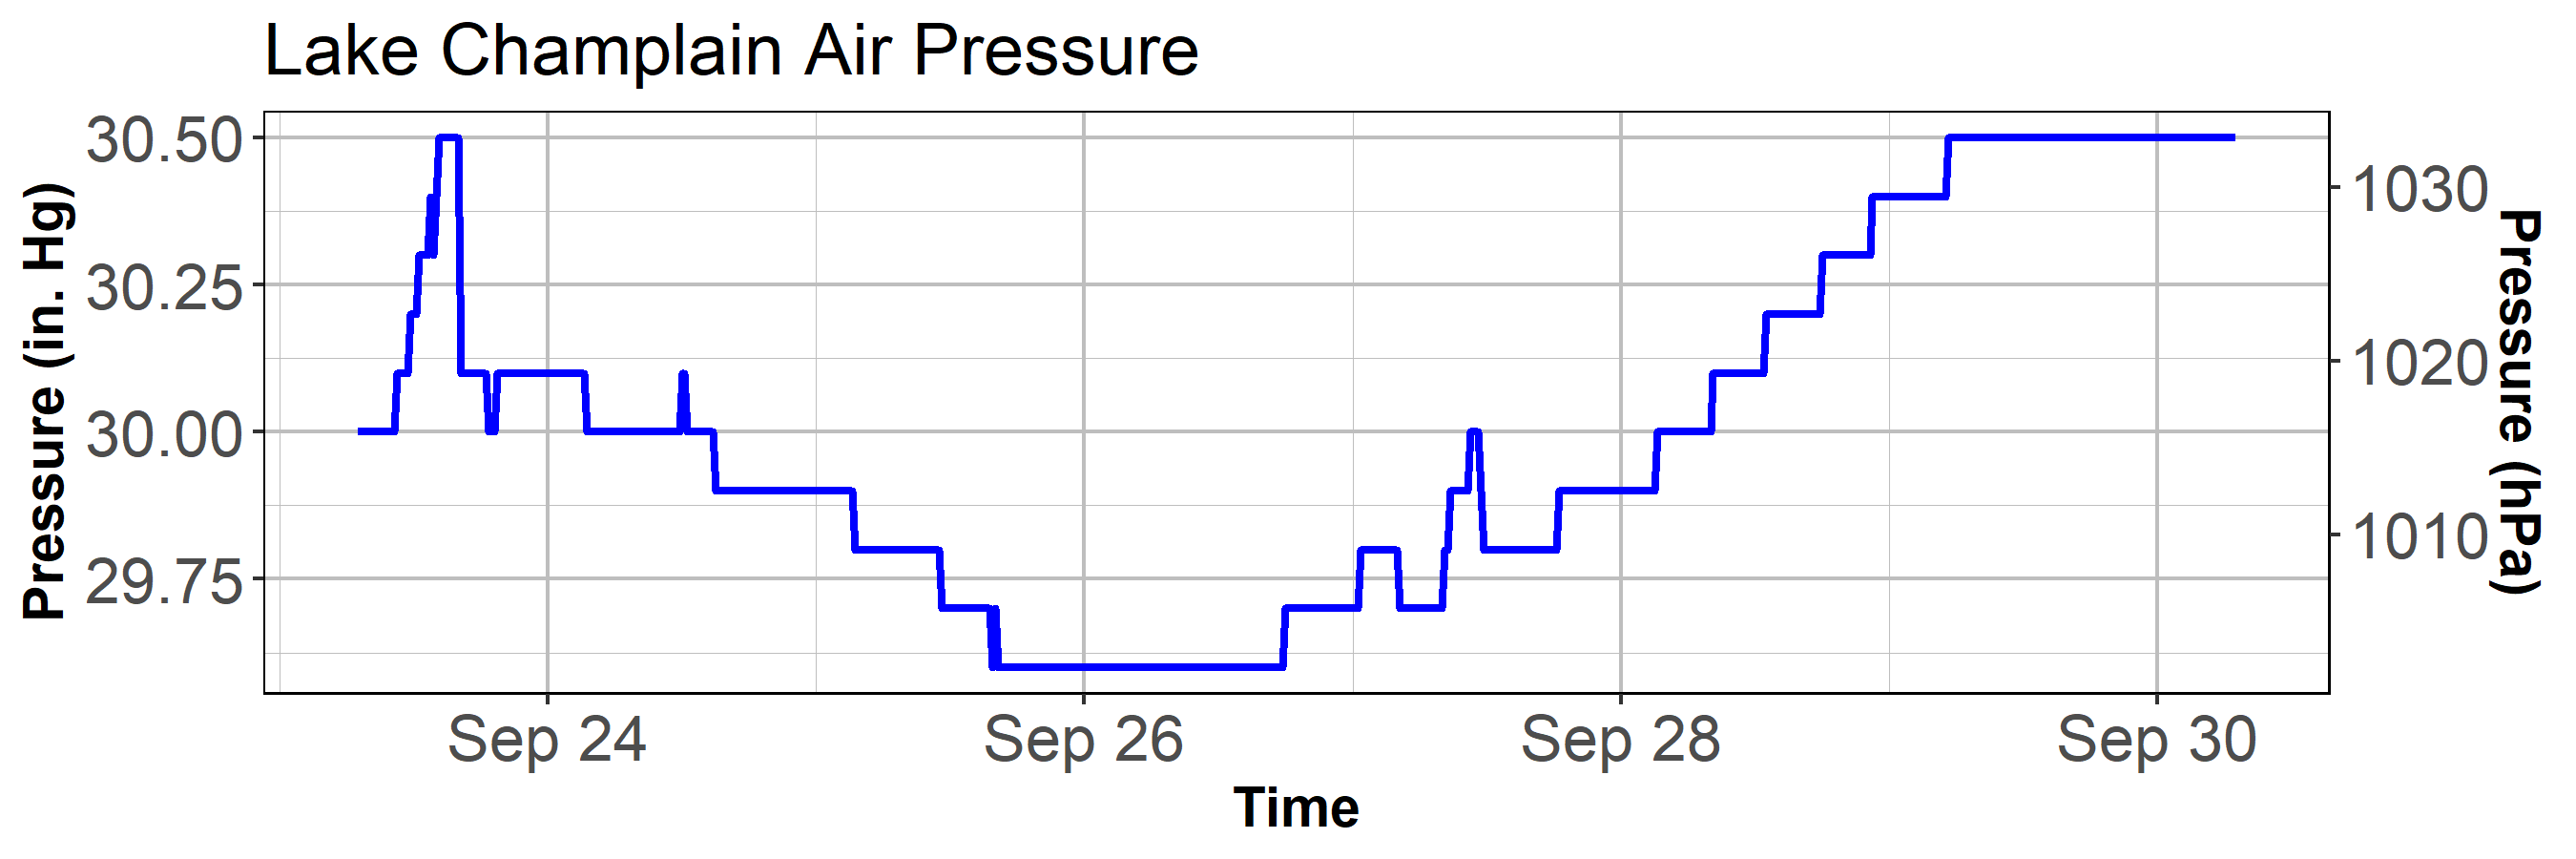 Lake Champlain Air Pressure
Pressure (in. Hg)
30.50
30.25
30.00
29.75
1030
1020
1010
Pressure (hPa)
Sep 24 Sep 26 Sep 28 Sep 30
Time